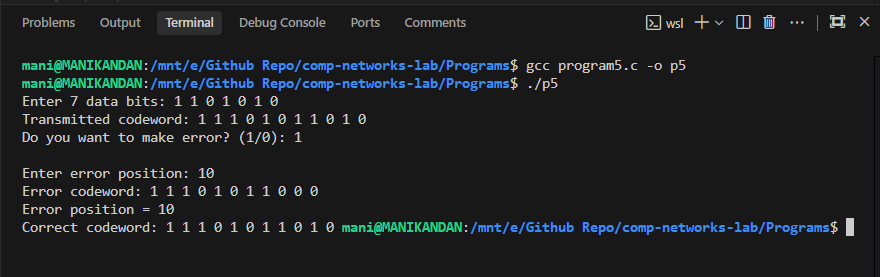 Problems Output Terminal Debug Console Ports Comments wsl
mani@MANIKANDAN:/mnt/e/Github Repo/comp-networks-lab/Programs$ gcc program5.c -o p5
mani@MANIKANDAN:/mnt/e/Github Repo/comp-networks-lab/Programs$ ./p5
Enter 7 data bits: 1 1 0 1 0 1 0
Transmitted codeword: 1 1 1 0 1 0 1 1 0 1 0
Do you want to make error? (1/0): 1

Enter error position: 10
Error codeword: 1 1 1 0 1 0 1 1 0 0 0
Error position = 10
Correct codeword: 1 1 1 0 1 0 1 1 0 1 0 mani@MANIKANDAN:/mnt/e/Github Repo/comp-networks-lab/Programs$